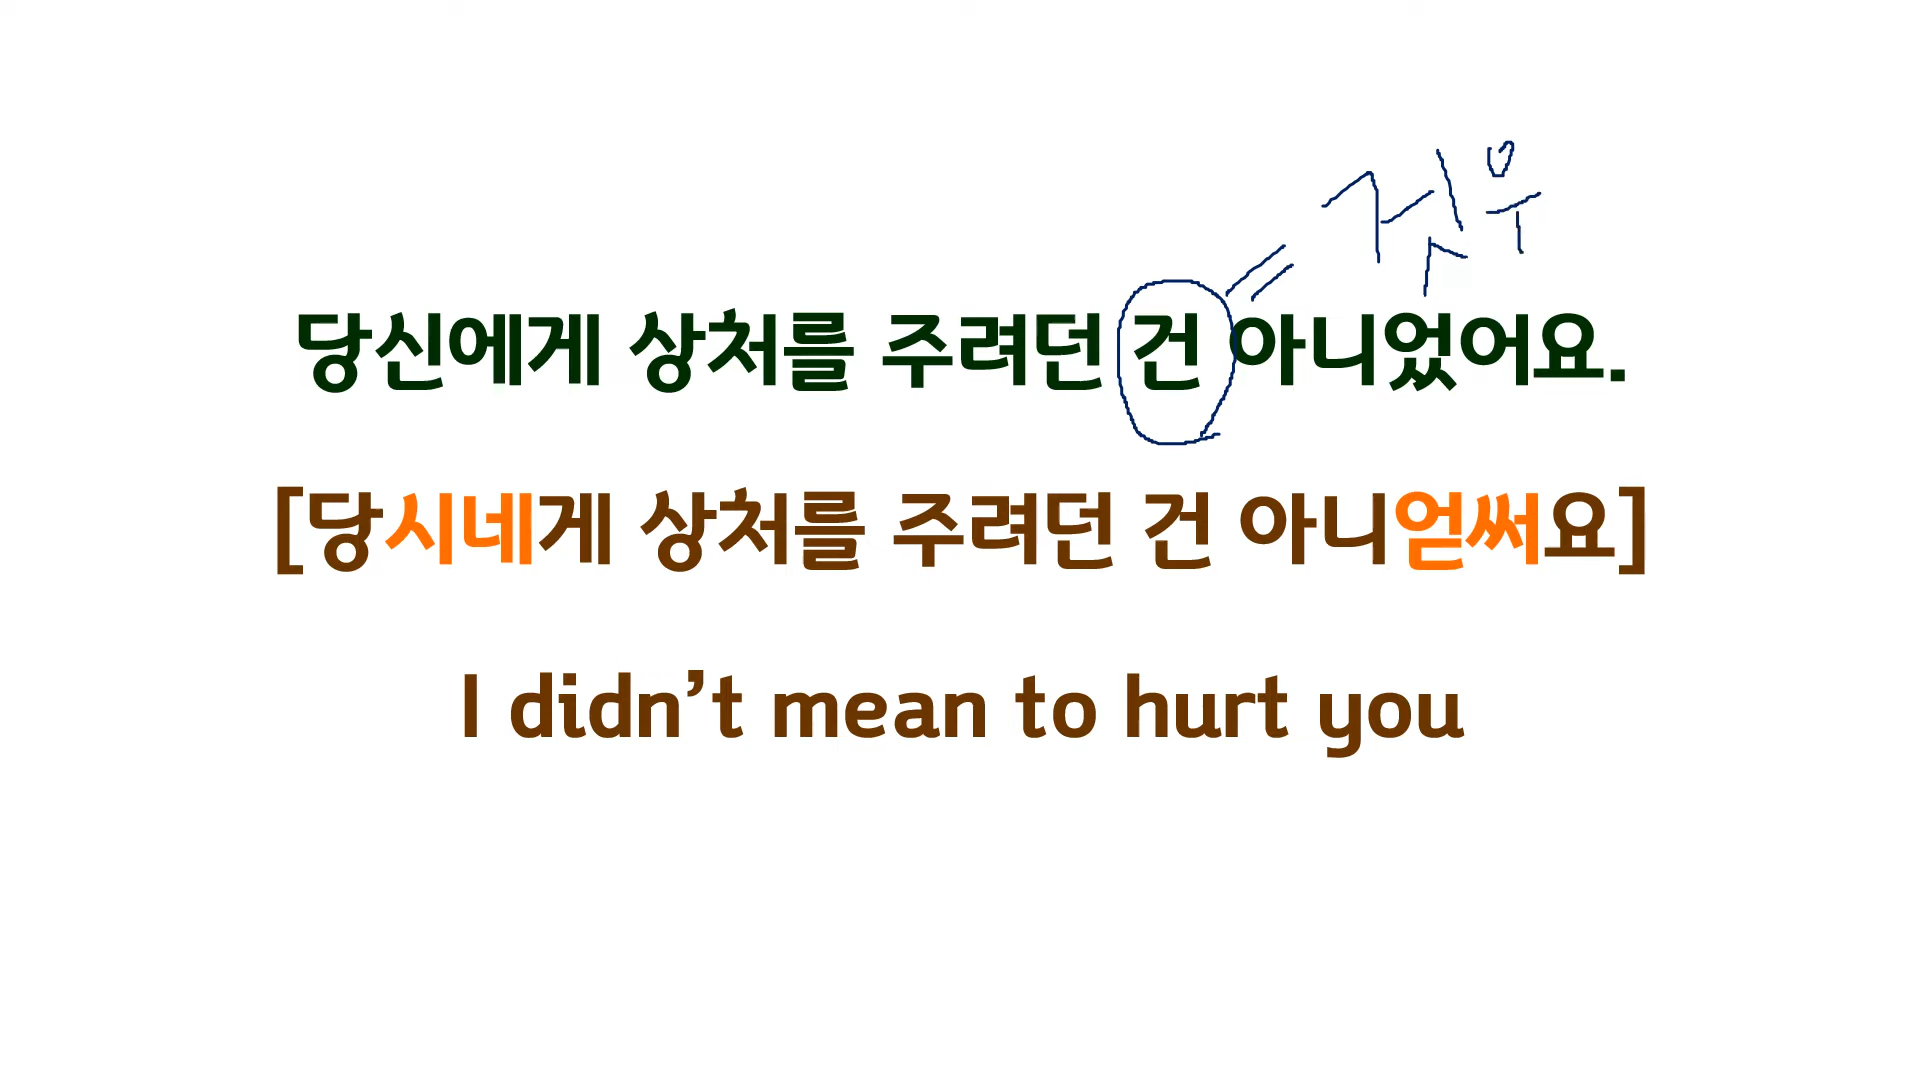 = 것우
당신에게 상처를 주려던 건 아니었어요.
[당시네게 상처를 주려던 건 아니얻써요]
I didn’t mean to hurt you